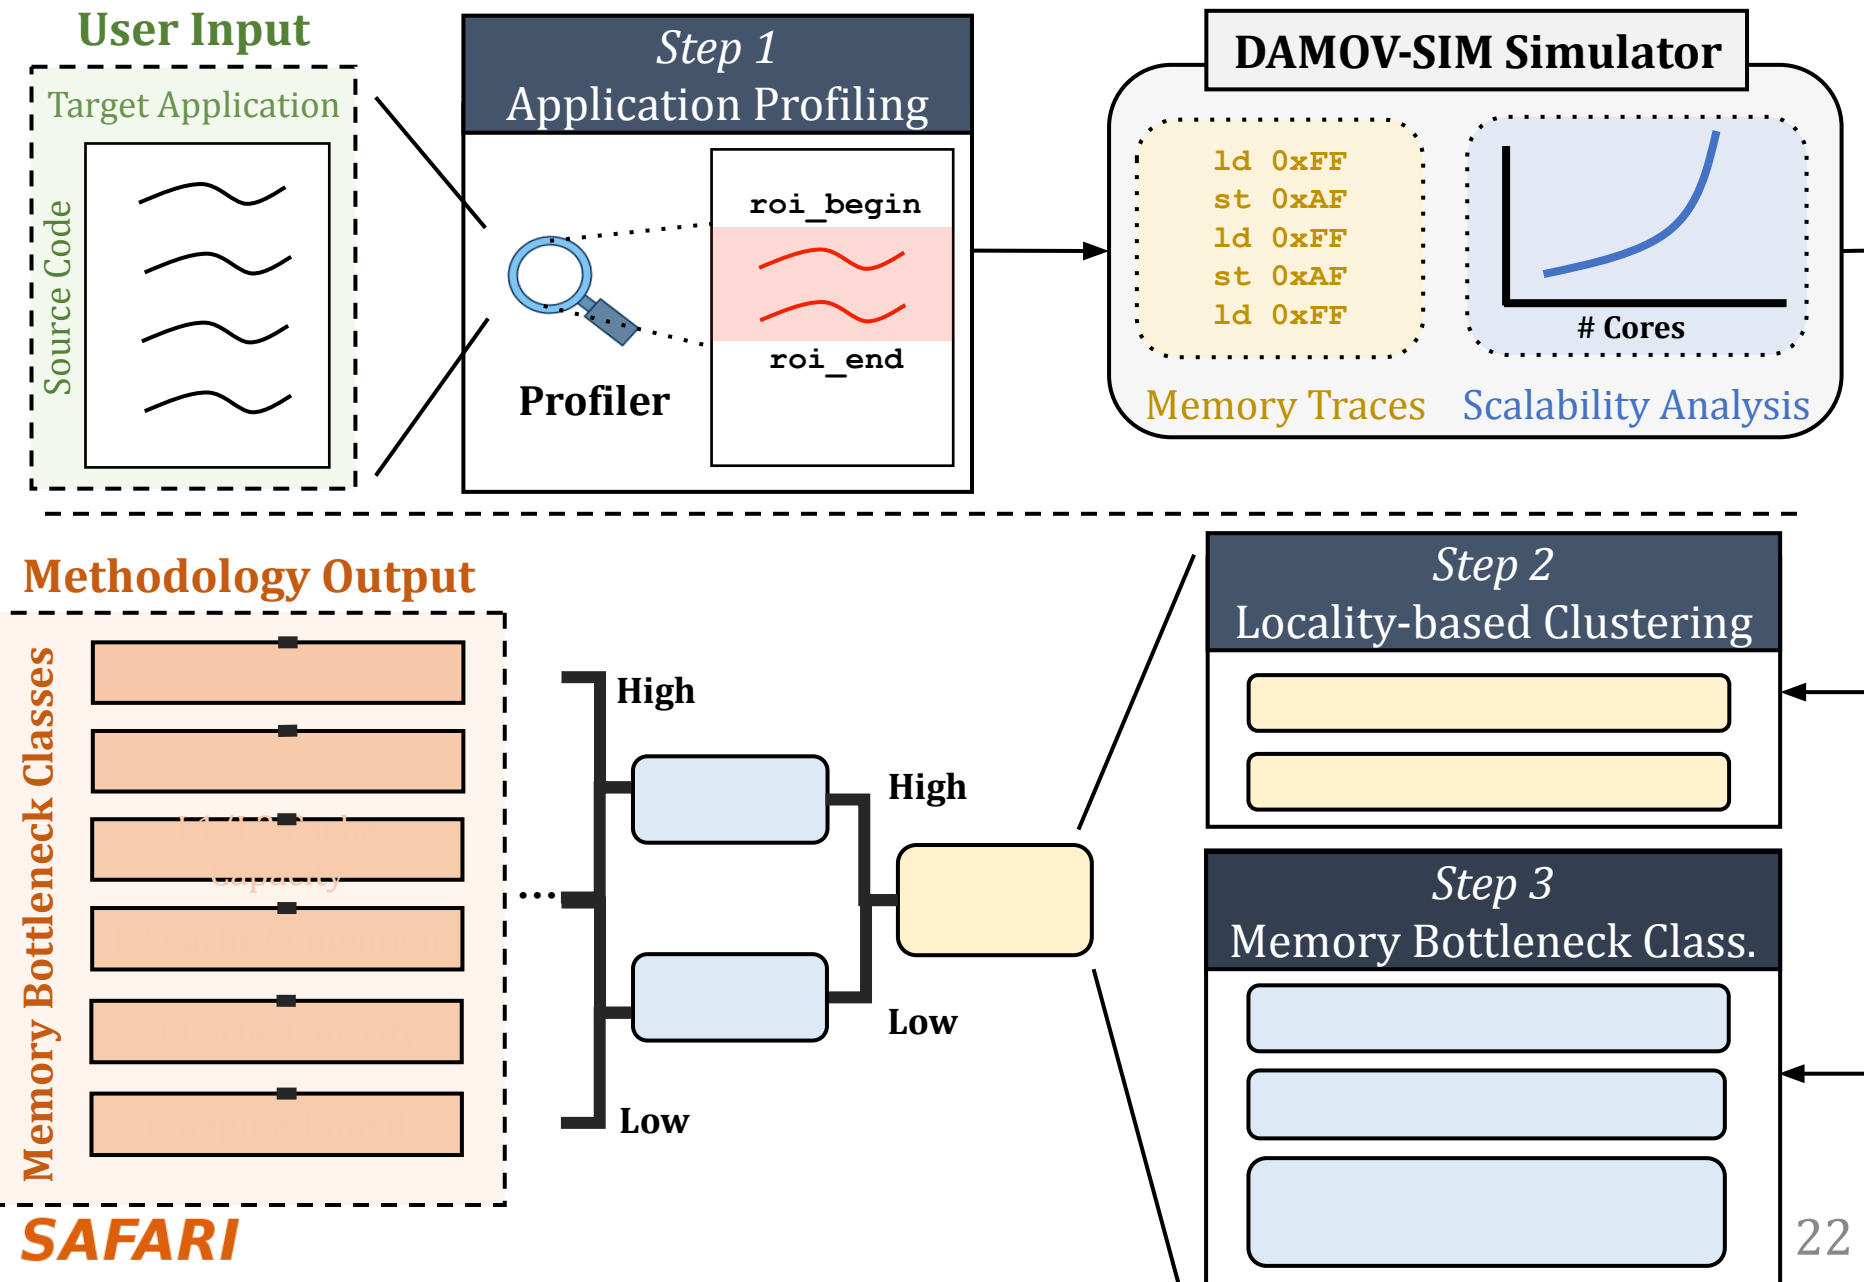 User Input
Target Application
Source Code
Step 1
Application Profiling
roi_begin
roi_end
Profiler
DAMOV-SIM Simulator
ld 0xFF
st 0xAF
ld 0xFF
st 0xAF
ld 0xFF
# Cores
Memory Traces
Scalability Analysis
Methodology Output
Memory Bottleneck Classes
Capacity
...
High
Low
High
Low
Step 2
Locality-based Clustering
Step 3
Memory Bottleneck Class.
SAFARI
22